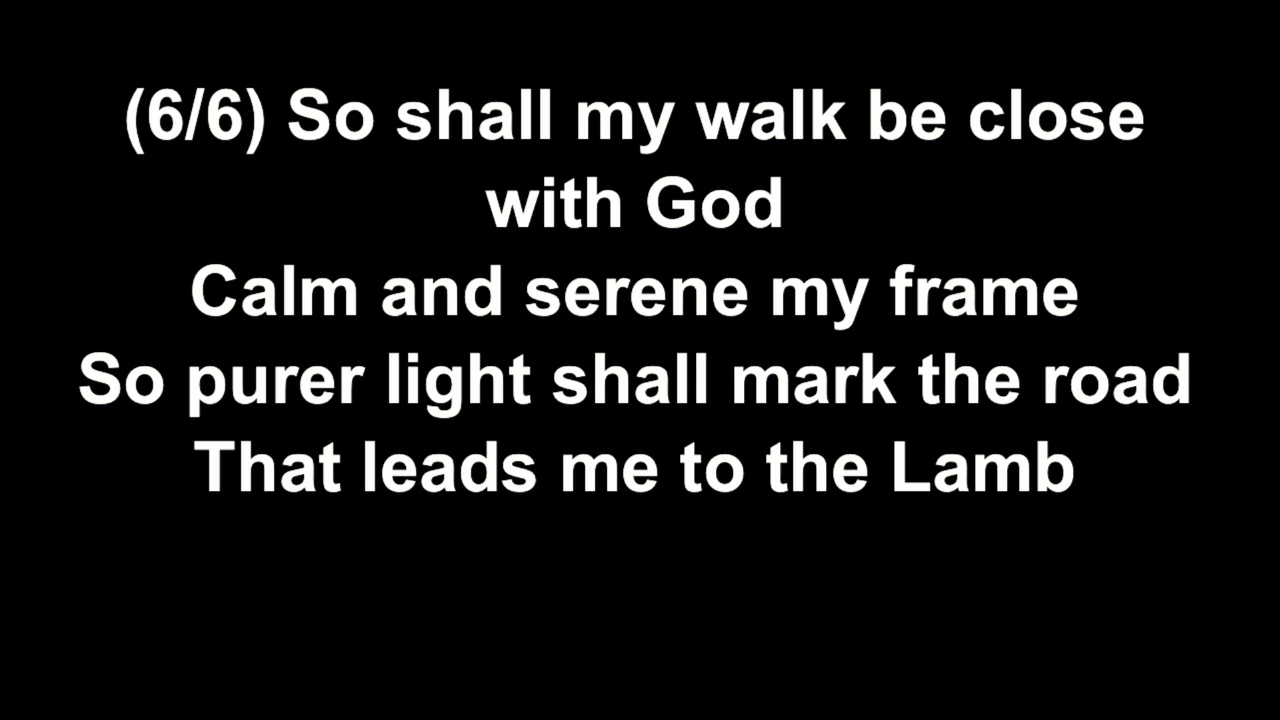 (6/6) So shall my walk be close
with God
Calm and serene my frame
So purer light shall mark the road
That leads me to the Lamb